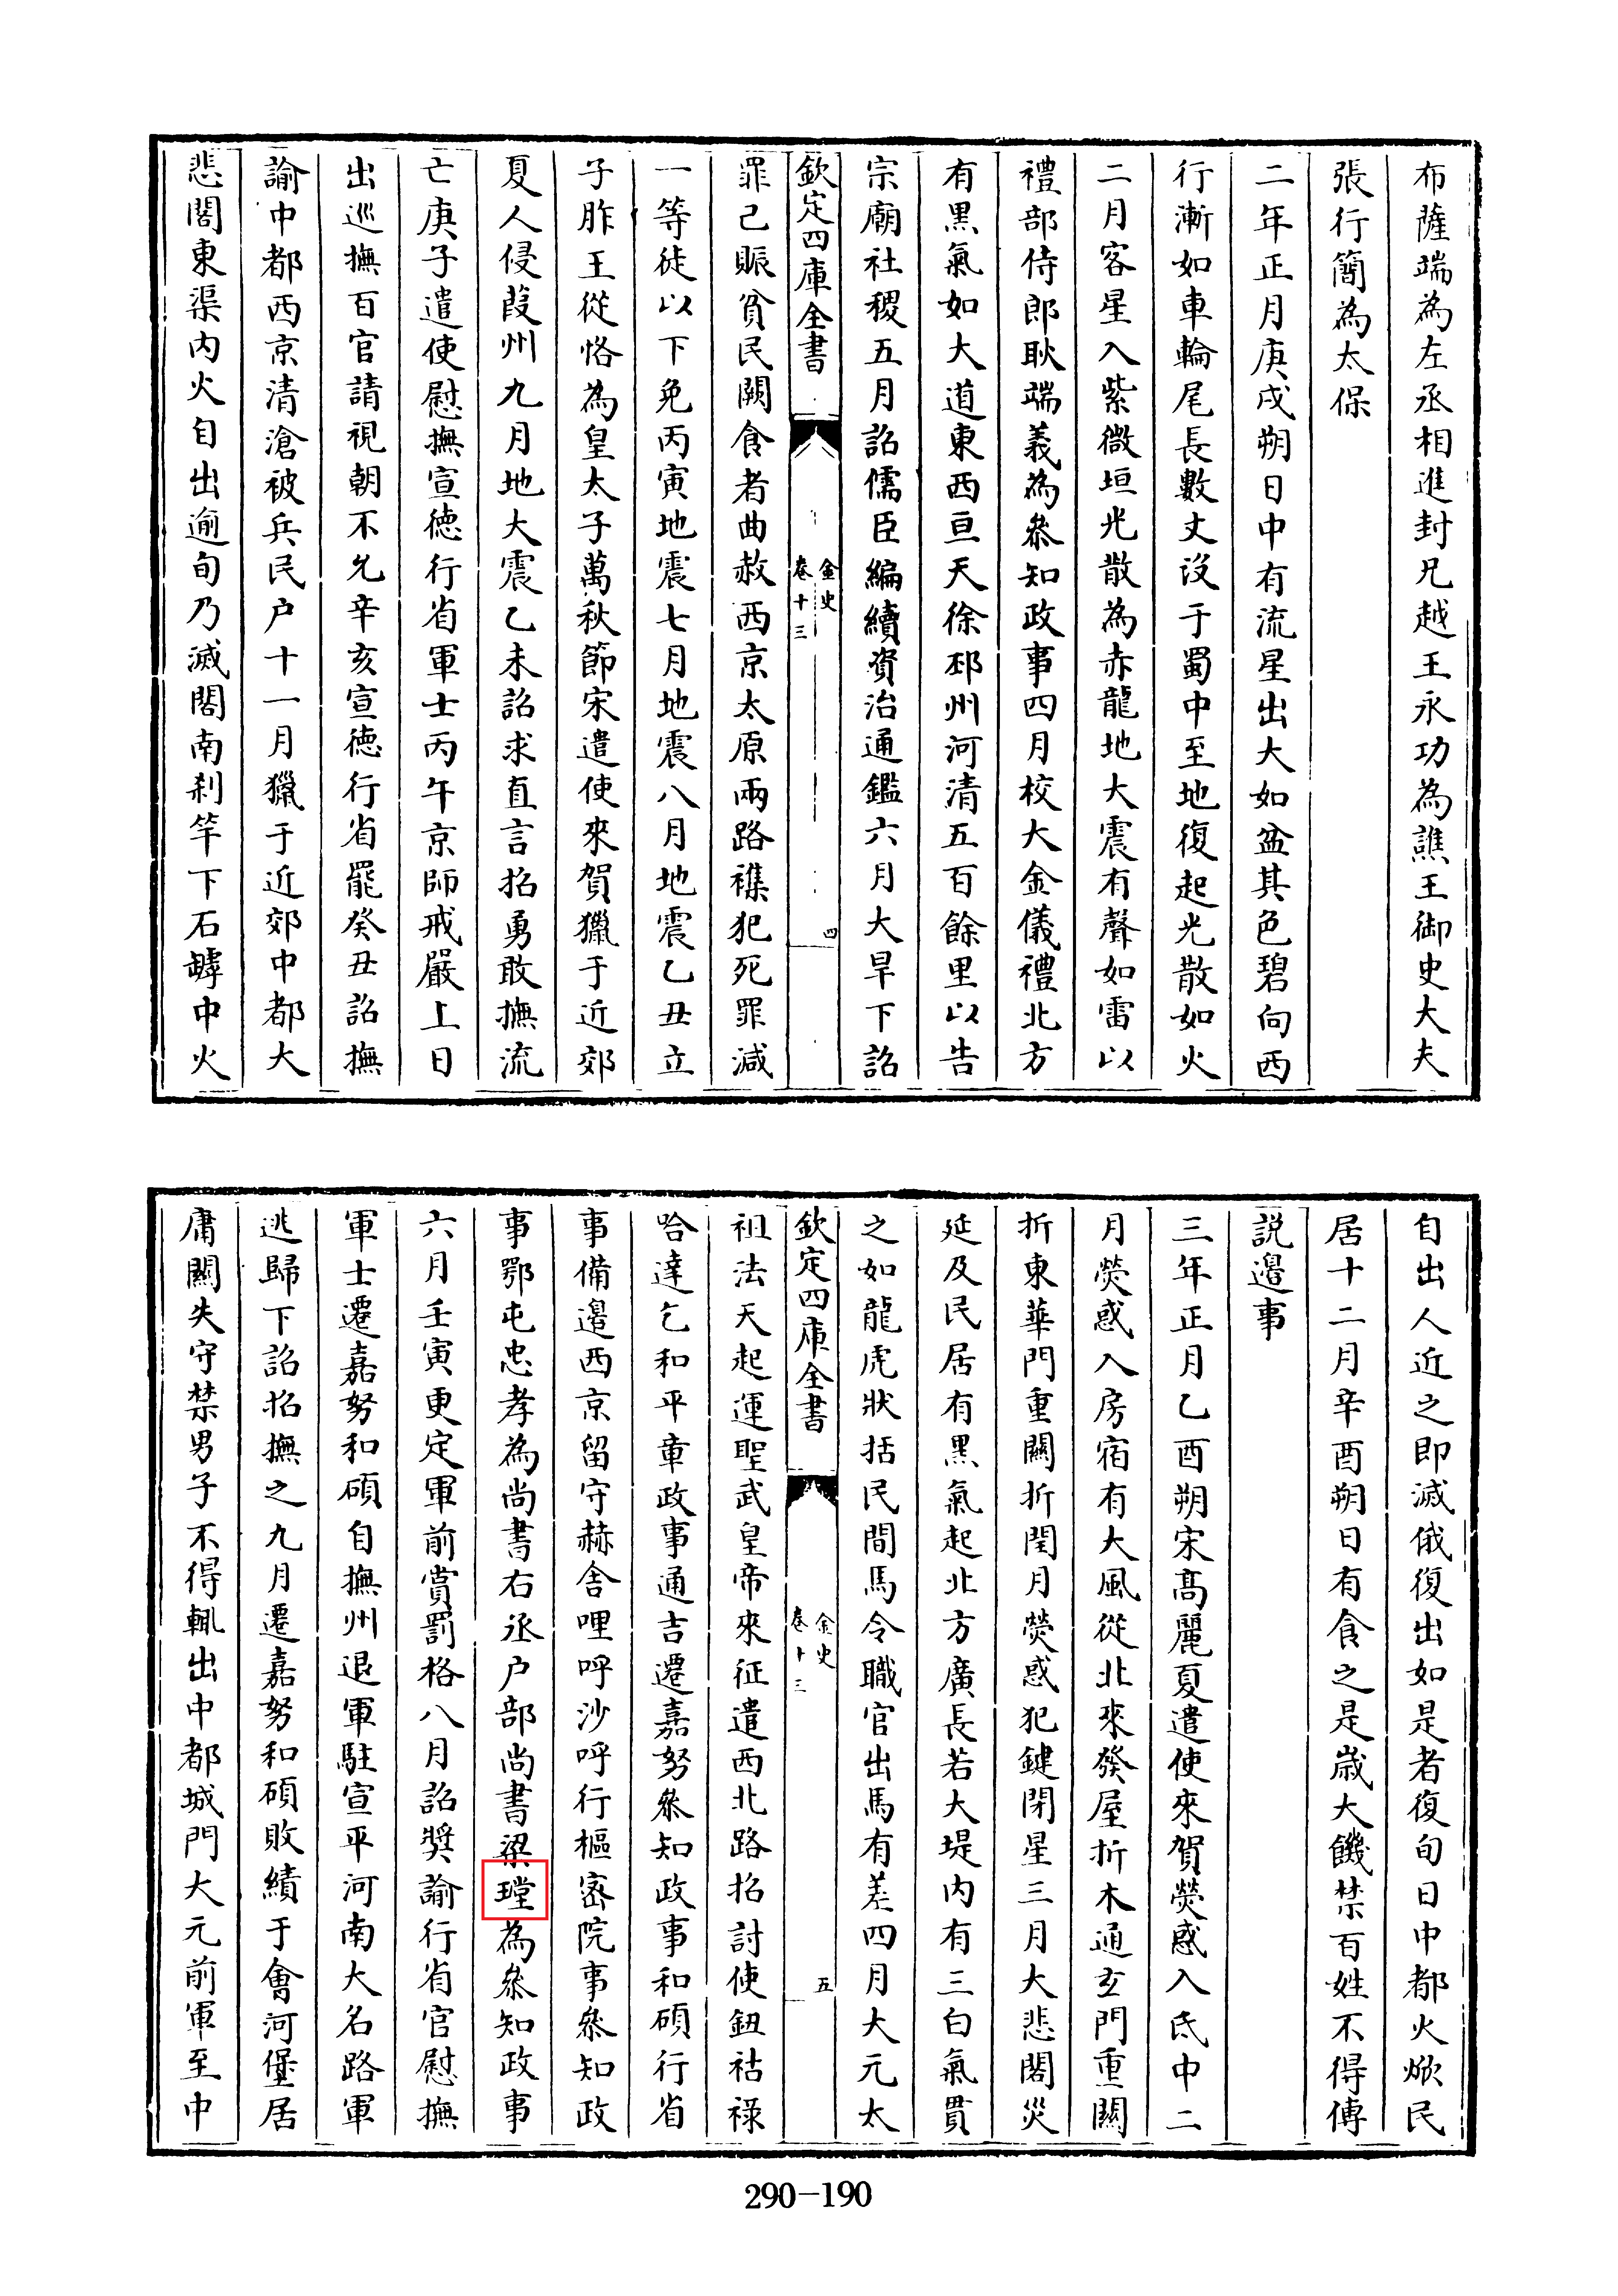 布薩端為左丞相進封兄越王永功為譙王御史大夫
張行簡為太保
二年正月庚戌朔日中有流星出大如盆其色碧向西
行漸如車輪尾長數丈没于蜀中至地復起光散如火
二月客星入紫微垣光散為赤龍地大震有聲如雷以
禮部侍郎耿端義為叅知政事四月校大金儀禮北方
有黑氣如大道東西亘天徐邳州河清五百餘里以告
宗廟社稷五月詔儒臣編續資治通鑑六月大旱下詔
欽定四庫全書
金史
卷十三
四
罪己賑貧民闕食者曲赦西京太原兩路襍犯死罪減
一等徒以下免丙寅地震七月地震八月地震乙丑立
子胙王從恪為皇太子萬秋節宋遣使來賀獵于近郊
夏人侵葭州九月地大震乙未詔求直言招勇敢撫流
亡庚子遣使慰撫宣徳行省軍士丙午京師戒嚴上日
出巡撫百官請視朝不允辛亥宣徳行省罷癸丑詔撫
諭中都西京清滄被兵民户十一月獵于近郊中都大
悲閣東渠内火自出逾旬乃滅閣南刹竿下石罅中火
自出人近之即滅俄復出如是者復旬日中都火焮民
居十二月辛酉朔日有食之是歳大饑禁百姓不得傳
説邉事
三年正月乙酉朔宋髙麗夏遣使來賀熒惑入氐中二
月熒惑入房宿有大風從北來發屋折木通玄門重關
折東華門重關折閏月熒惑犯鍵閉星三月大悲閣災
延及民居有黑氣起北方廣長若大堤内有三白氣貫
之如龍虎狀括民間馬令職官出馬有差四月大元太
欽定四庫全書
金史
卷十三
五
祖法天起運聖武皇帝來征遣西北路招討使鈕祜禄
哈達乞和平章政事通吉遷嘉努叅知政事和碩行省
事備邉西京留守赫舍哩呼沙呼行樞密院事叅知政
事鄂屯忠孝為尚書右丞户部尚書梁為叅知政事
六月壬寅更定軍前賞罰格八月詔奬諭行省官慰撫
軍士遷嘉努和碩自撫州退軍駐宣平河南大名路軍
逃歸下詔招撫之九月遷嘉努和碩敗績于會河堡居
庸關失守禁男子不得輒出中都城門大元前軍至中
290-190